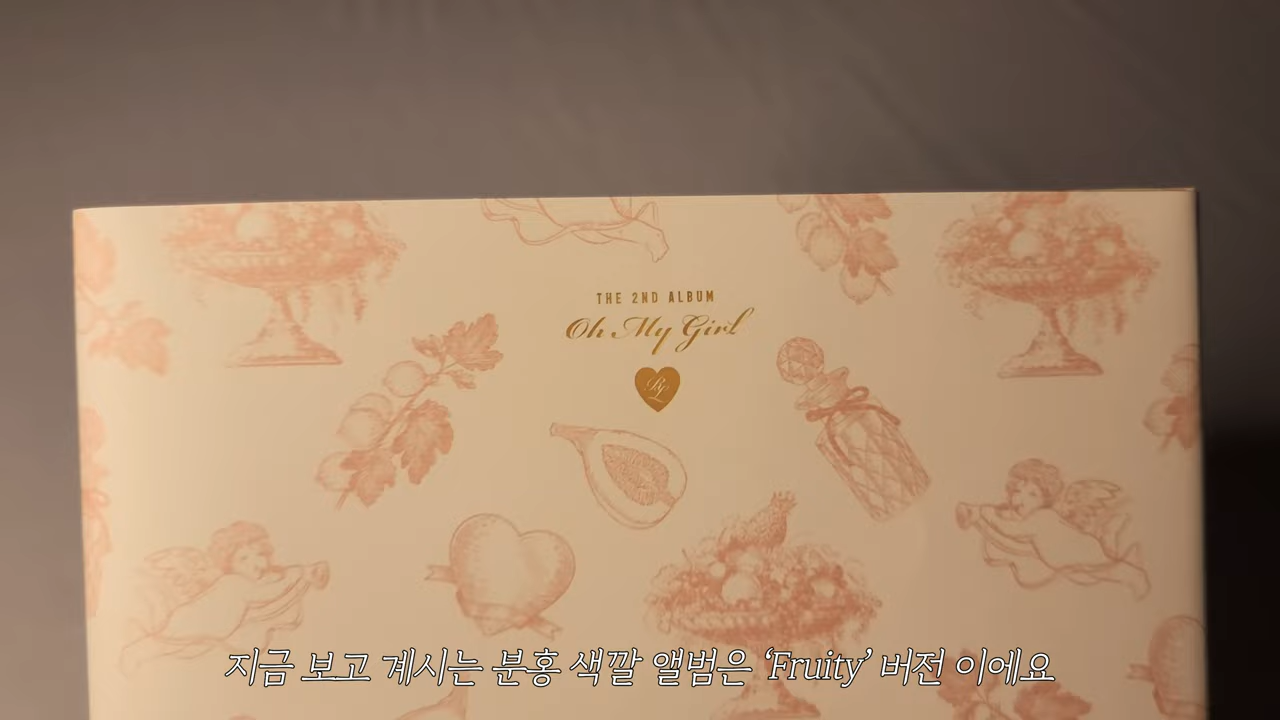 THE 2ND ALBUM
Oh My Girl
RL
지금 보고 계시는 분홍 색깔 앨범은 ‘Fruity’ 버전 이에요